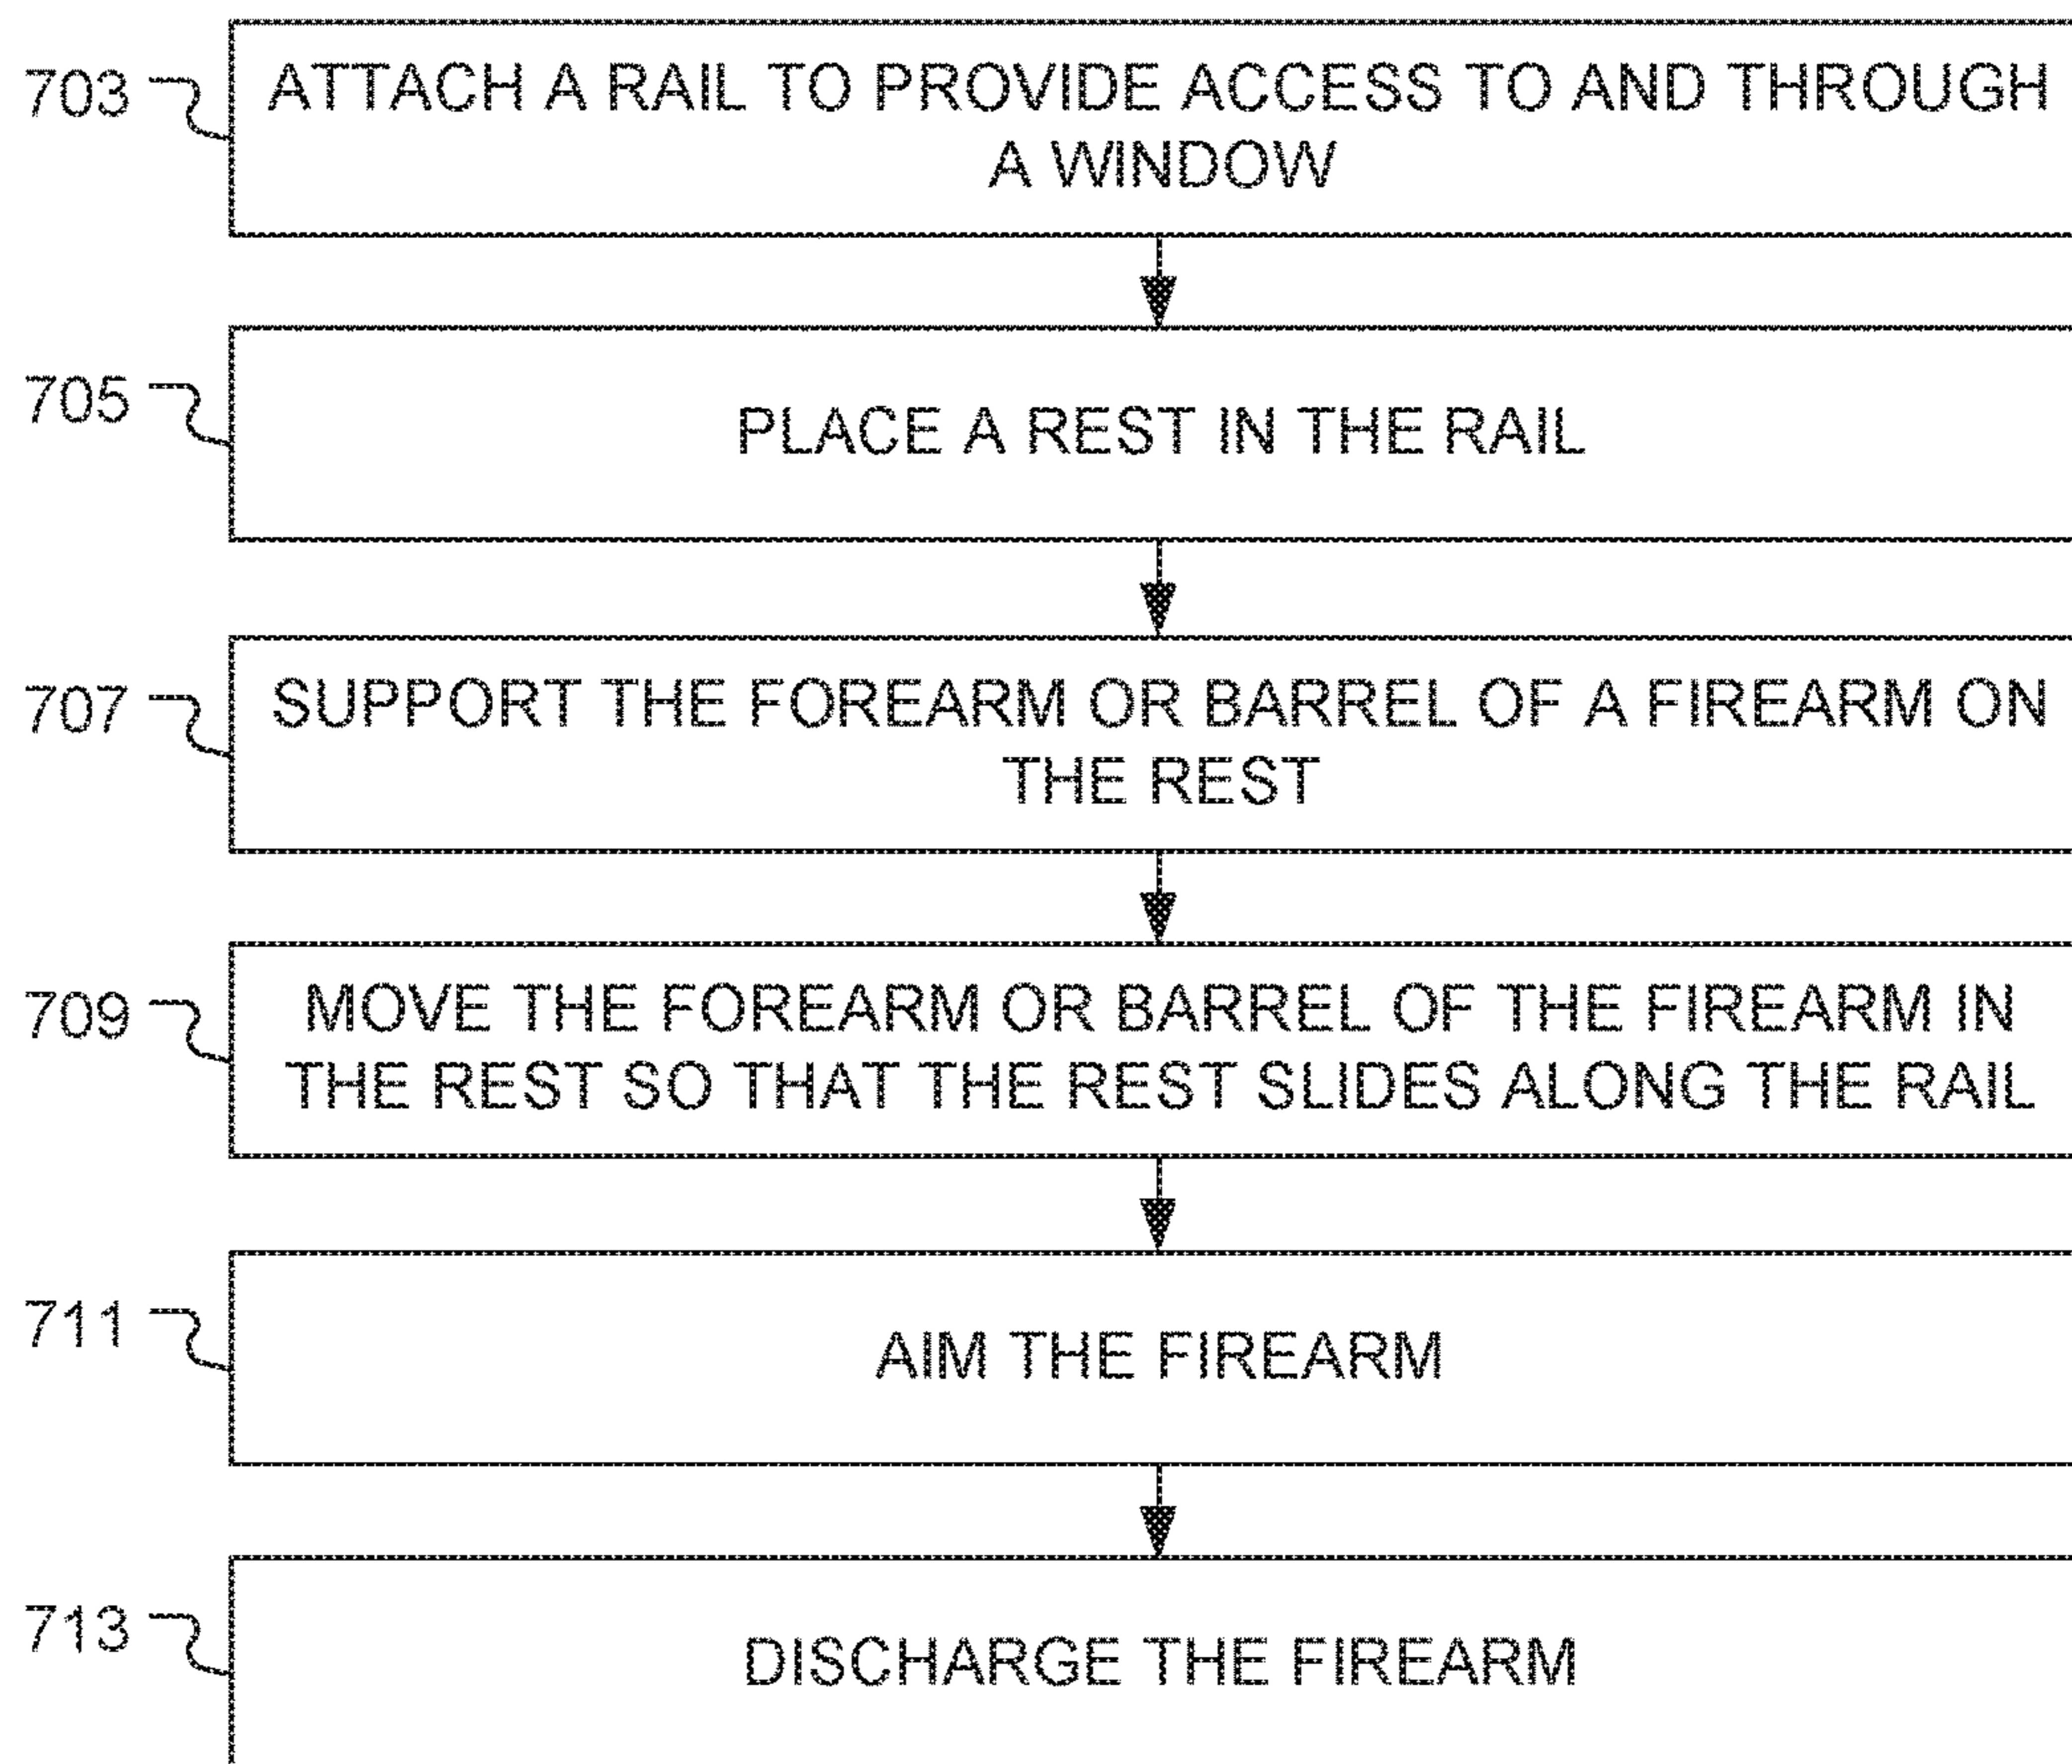 703
ATTACH A RAIL TO PROVIDE ACCESS TO AND THROUGH
A WINDOW
705
PLACE A REST IN THE RAIL
707
SUPPORT THE FOREARM OR BARREL OF A FIREARM ON
THE REST
709
MOVE THE FOREARM OR BARREL OF THE FIREARM IN
THE REST SO THAT THE REST SLIDES ALONG THE RAIL
711
AIM THE FIREARM
713
DISCHARGE THE FIREARM